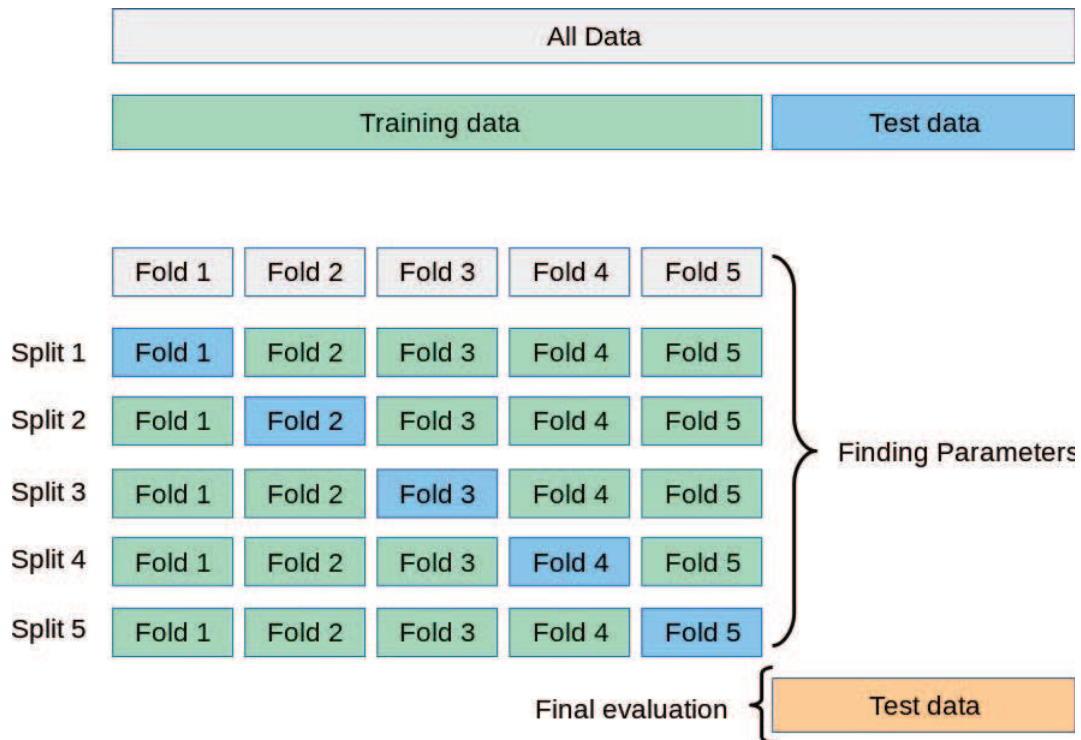 All Data
Training data Test data
Fold 1 Fold 2 Fold 3 Fold 4 Fold 5
Split 1 Fold 1 Fold 2 Fold 3 Fold 4 Fold 5
Split 2 Fold 1 Fold 2 Fold 3 Fold 4 Fold 5
Finding Parameters
Split 3 Fold 1 Fold 2 Fold 3 Fold 4 Fold 5
Split 4 Fold 1 Fold 2 Fold 3 Fold 4 Fold 5
Split 5 Fold 1 Fold 2 Fold 3 Fold 4 Fold 5
Final evaluation Test data